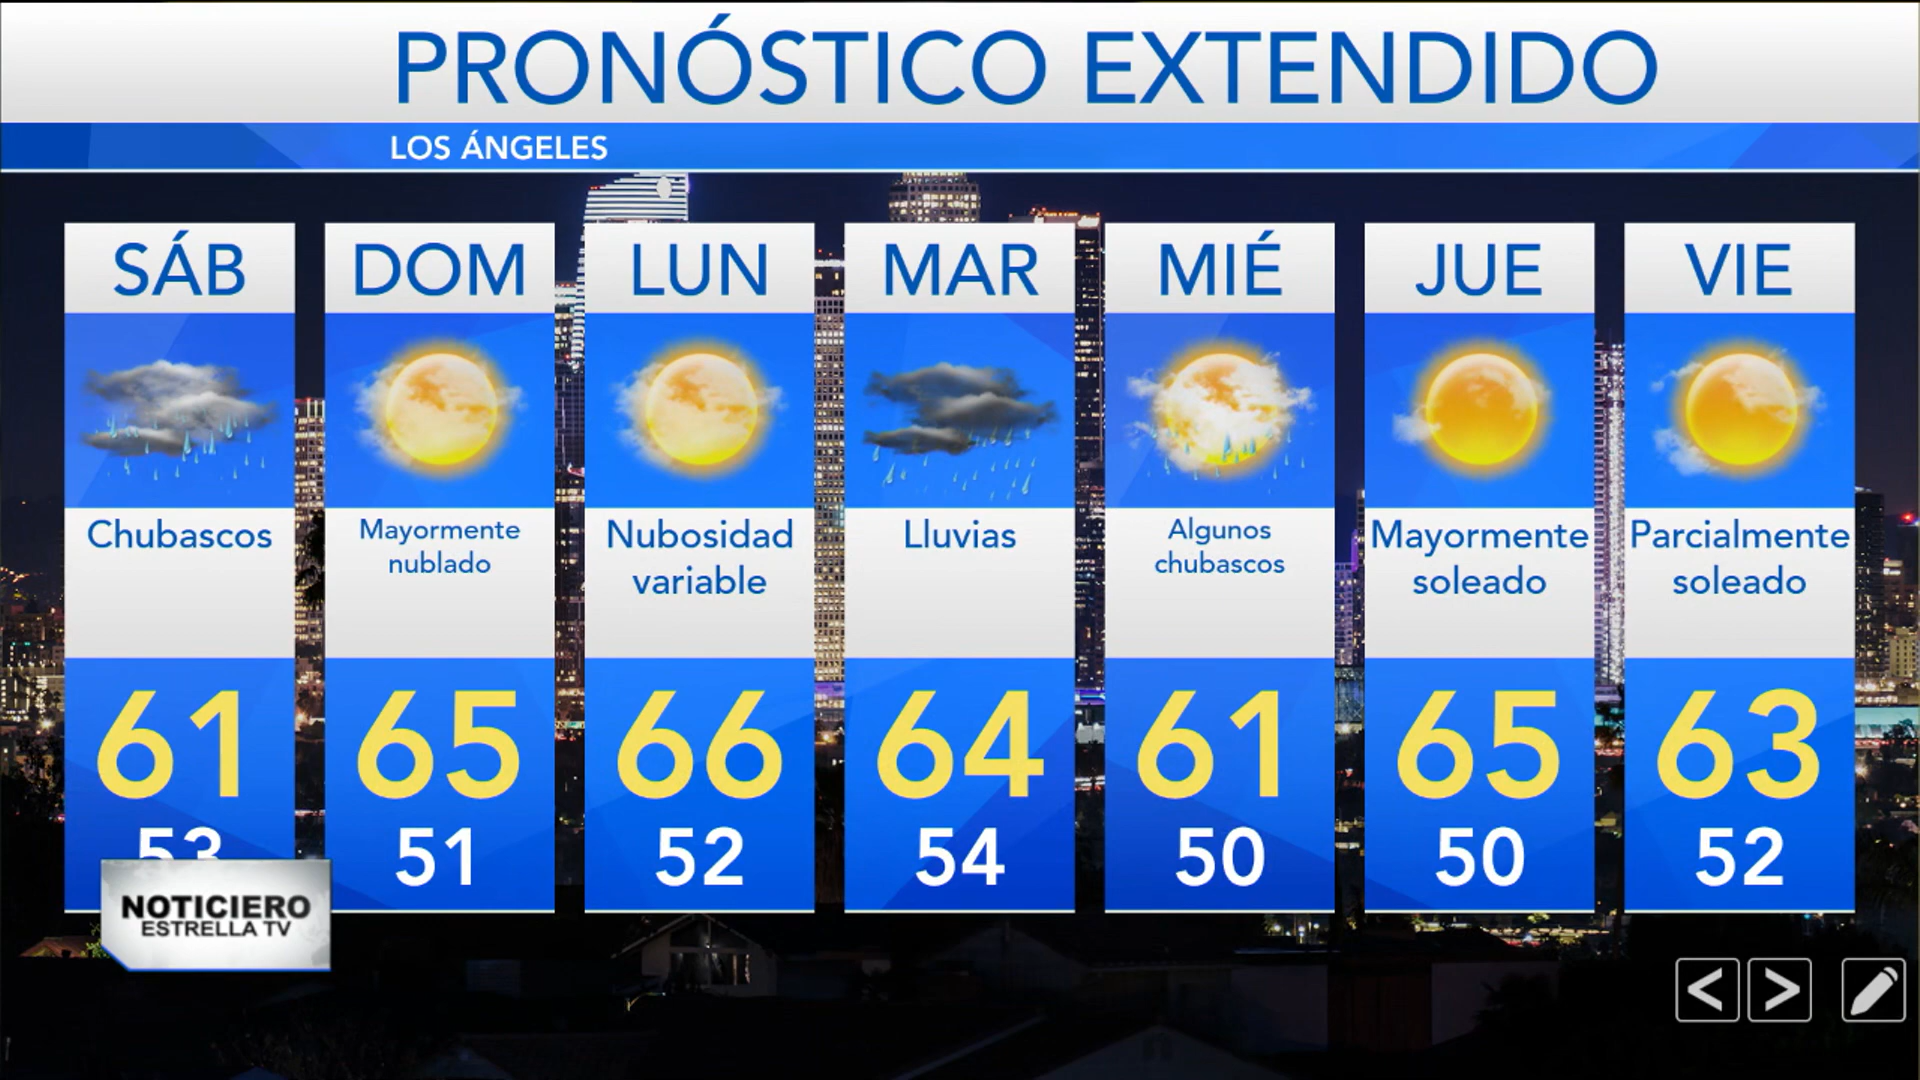 PRONÓSTICO EXTENDIDO
LOS ÁNGELES
SÁB
Chubascos
61
53
DOM
Mayormente
nublado
65
51
LUN
Nubosidad
variable
66
52
MAR
Lluvias
64
54
MIÉ
Algunos
chubascos
61
50
JUE
Mayormente
soleado
65
50
VIE
Parcialmente
soleado
63
52
NOTICIERO
ESTRELLA TV